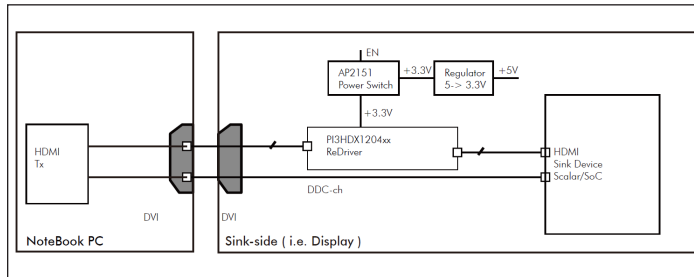 EN
AP2151
Power Switch
+3.3V
Regulator
5-> 3.3V
+5V
+3.3V
HDMI
Tx
PI3HDX1204xx
ReDriver
HDMI
Sink Device
Scalar/SoC
DDC-ch
DVI
DVI
NoteBook PC
Sink-side ( i.e. Display )